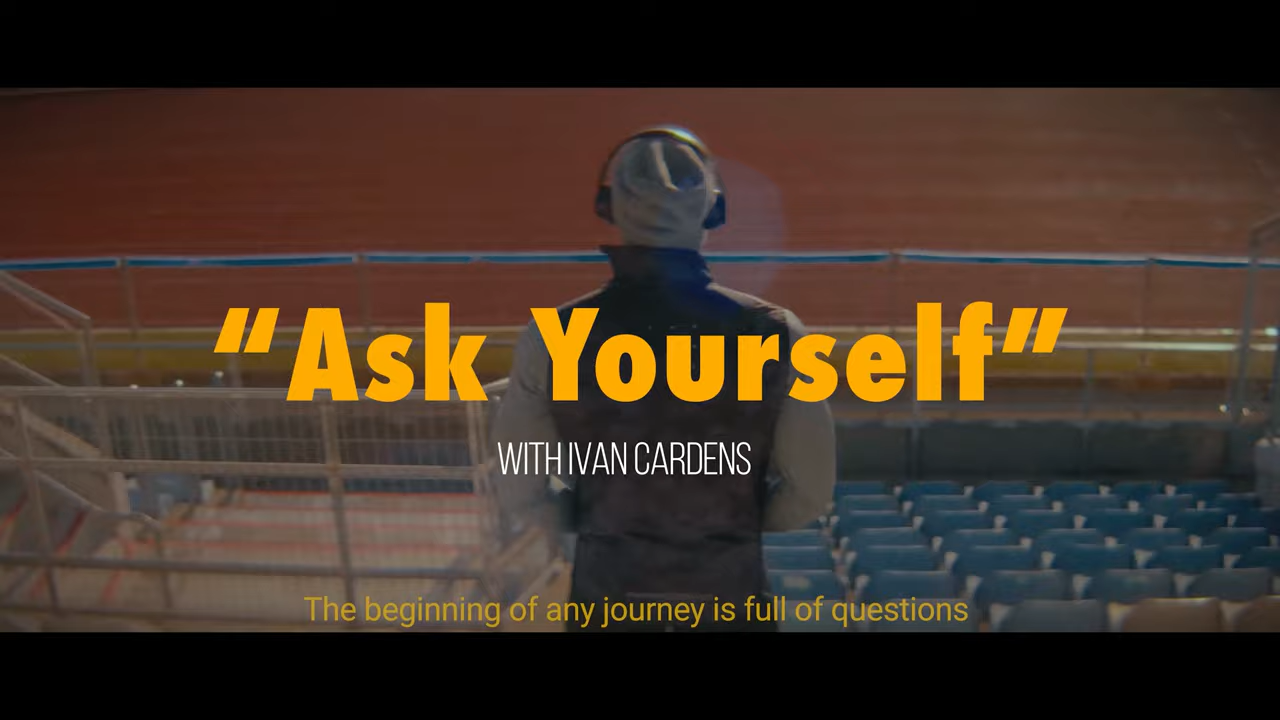 “Ask Yourself”
WITH IVAN CARDENS
The beginning of any journey is full of questions